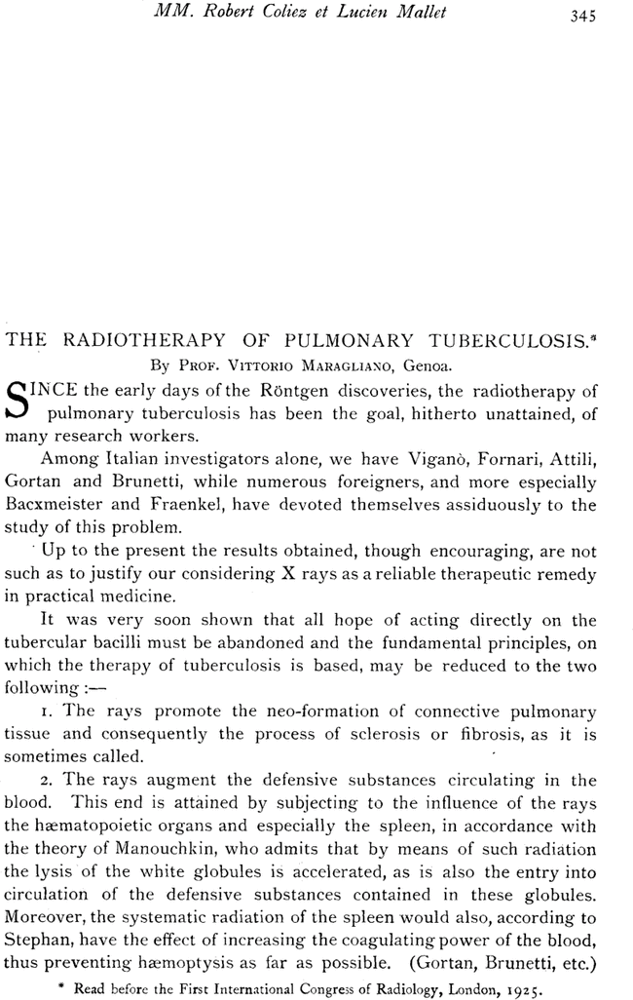 MM. Robert Coliez et Lucien Mallet 345
THE RADIOTHERAPY OF PULMONARY TUBERCULOSIS.*
By PROF. VITTORIO MARAGLIANO, Genoa.
SINCE the early days of the Röntgen discoveries, the radiotherapy of
pulmonary tuberculosis has been the goal, hitherto unattained, of
many research workers.
Among Italian investigators alone, we have Viganò, Fornari, Attili,
Gortan and Brunetti, while numerous foreigners, and more especially
Bacxmeister and Fraenkel, have devoted themselves assiduously to the
study of this problem.
Up to the present the results obtained, though encouraging, are not
such as to justify our considering X rays as a reliable therapeutic remedy
in practical medicine.
It was very soon shown that all hope of acting directly on the
tubercular bacilli must be abandoned and the fundamental principles, on
which the therapy of tuberculosis is based, may be reduced to the two
following :—
1. The rays promote the neo-formation of connective pulmonary
tissue and consequently the process of sclerosis or fibrosis, as it is
sometimes called.
2. The rays augment the defensive substances circulating in the
blood. This end is attained by subjecting to the influence of the rays
the hæmatopoietic organs and especially the spleen, in accordance with
the theory of Manouchkin, who admits that by means of such radiation
the lysis of the white globules is accelerated, as is also the entry into
circulation of the defensive substances contained in these globules.
Moreover, the systematic radiation of the spleen would also, according to
Stephan, have the effect of increasing the coagulating power of the blood,
thus preventing hæmoptysis as far as possible. (Gortan, Brunetti, etc.)
* Read before the First International Congress of Radiology, London, 1925.